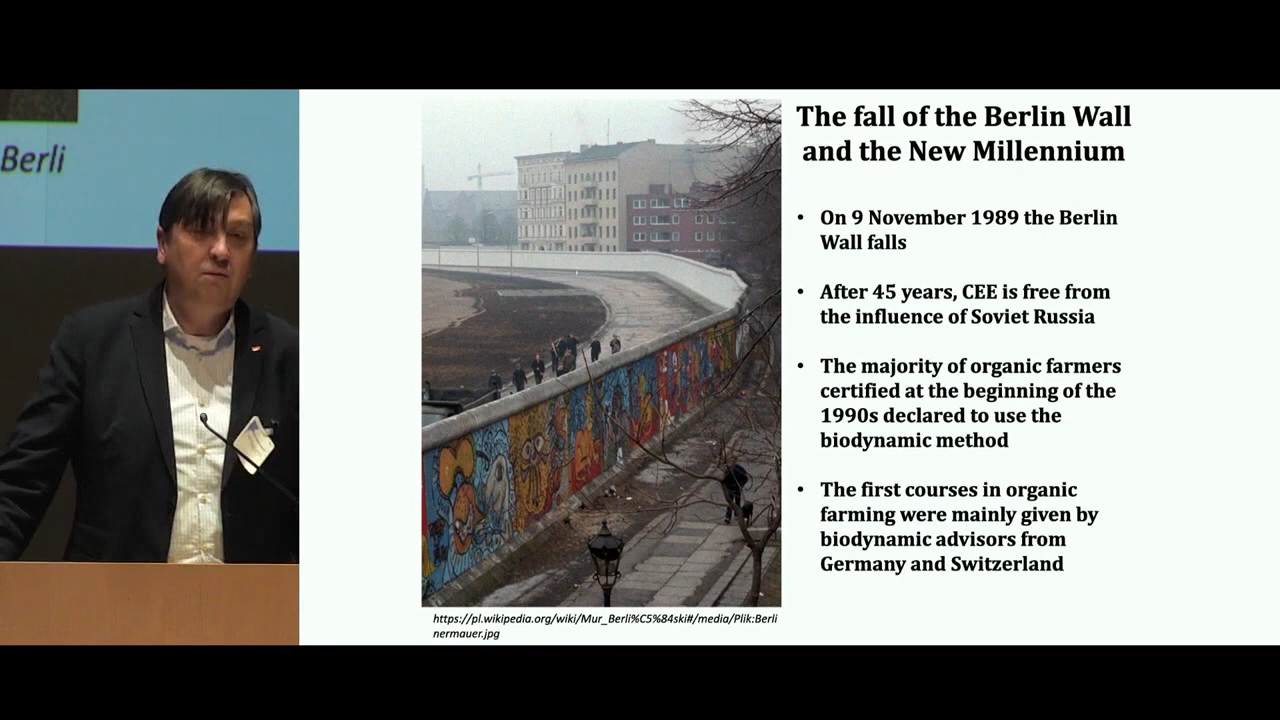 Berli
The fall of the Berlin Wall
and the New Millennium
• On 9 November 1989 the Berlin
Wall falls
• After 45 years, CEE is free from
the influence of Soviet Russia
• The majority of organic farmers
certified at the beginning of the
1990s declared to use the
biodynamic method
• The first courses in organic
farming were mainly given by
biodynamic advisors from
Germany and Switzerland
https://pl.wikipedia.org/wiki/Mur_Berli%C5%84ski#/media/Plik:Berli
nermauer.jpg